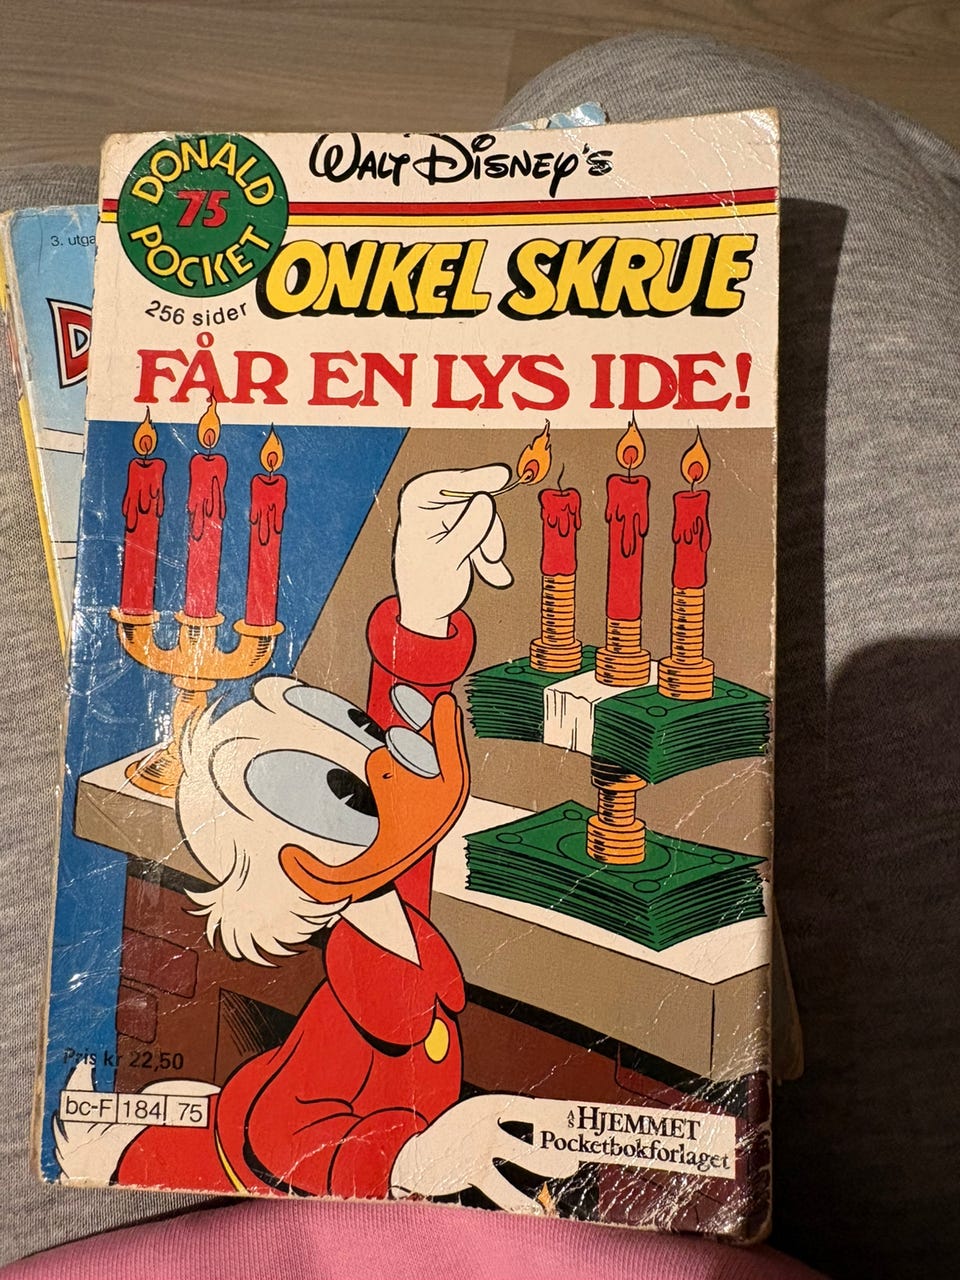 DONALD
75
POCKET
WALT DISNEY'S
256 sider
ONKEL SKRUE
FÅR EN LYS IDE!
3. utga
D
Pris kr 22,50
bc-F 184 75
A/S HJEMMET
Pocketbokforlaget